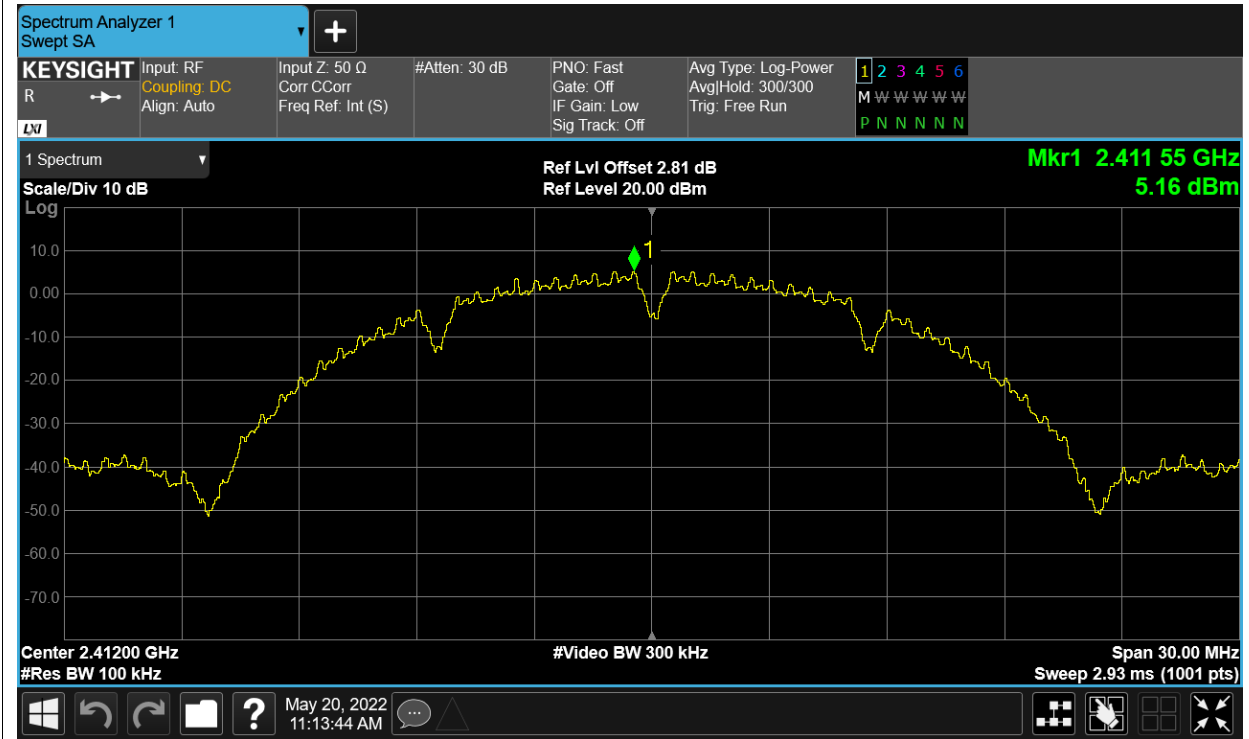 Spectrum Analyzer 1
Swept SA
KEYSIGHT
R
LXI
Input: RF
Coupling: DC
Align: Auto
Input Z: 50 Ω
Corr CCorr
Freq Ref: Int (S)
#Atten: 30 dB
PNO: Fast
Gate: Off
IF Gain: Low
Sig Track: Off
Avg Type: Log-Power
Avg|Hold: 300/300
Trig: Free Run
1 2 3 4 5 6
M W W W W W
P N N N N N
1 Spectrum
Scale/Div 10 dB
Log
Ref Lvl Offset 2.81 dB
Ref Level 20.00 dBm
Mkr1 2.411 55 GHz
5.16 dBm
1
10.0
0.00
-10.0
-20.0
-30.0
-40.0
-50.0
-60.0
-70.0
Center 2.41200 GHz
#Res BW 100 kHz
#Video BW 300 kHz
Span 30.00 MHz
Sweep 2.93 ms (1001 pts)
?
May 20, 2022
11:13:44 AM